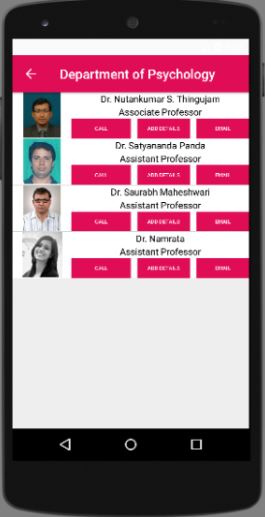 Department of Psychology
Dr. Nutankumar S. Thingujam
Associate Professor
CALL ADD DETAILS EMAIL
Dr. Satyananda Panda
Assistant Professor
CALL ADD DETAILS EMAIL
Dr. Saurabh Maheshwari
Assistant Professor
CALL ADD DETAILS EMAIL
Dr. Namrata
Assistant Professor
CALL ADD DETAILS EMAIL